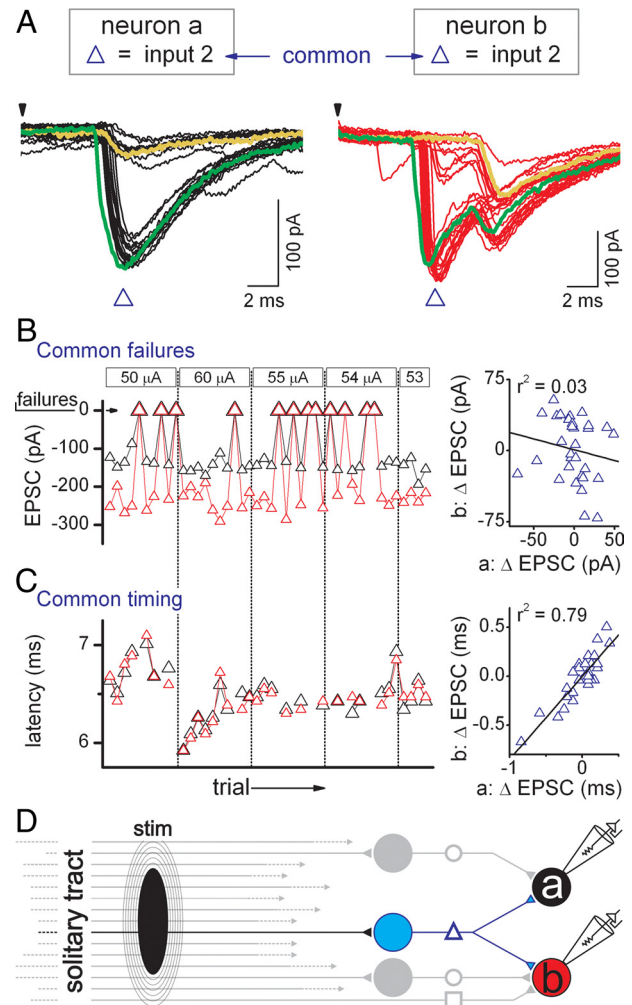 A
neuron a
△ = input 2
common
neuron b
△ = input 2
100 pA
2 ms
100 pA
2 ms
B
Common failures
50 µA 60 µA 55 µA 54 µA 53
failures
0
-100
-200
-300
EPSC (pA)
r² = 0.03
75
0
-75
b: Δ EPSC (pA)
-50 0 50
a: Δ EPSC (pA)
C
Common timing
7
6
latency (ms)
trial
r² = 0.79
0.5
0.0
-0.5
b: Δ EPSC (ms)
-1 0
a: Δ EPSC (ms)
D
stim
solitary tract
a
b